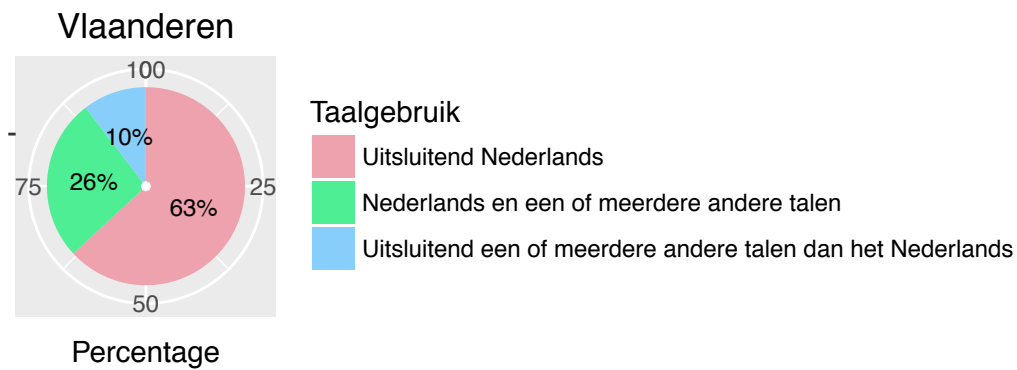 Vlaanderen
100
0
10%
26%
75
25
63%
50
Percentage
Taalgebruik
Uitsluitend Nederlands
Nederlands en een of meerdere andere talen
Uitsluitend een of meerdere andere talen dan het Nederlands